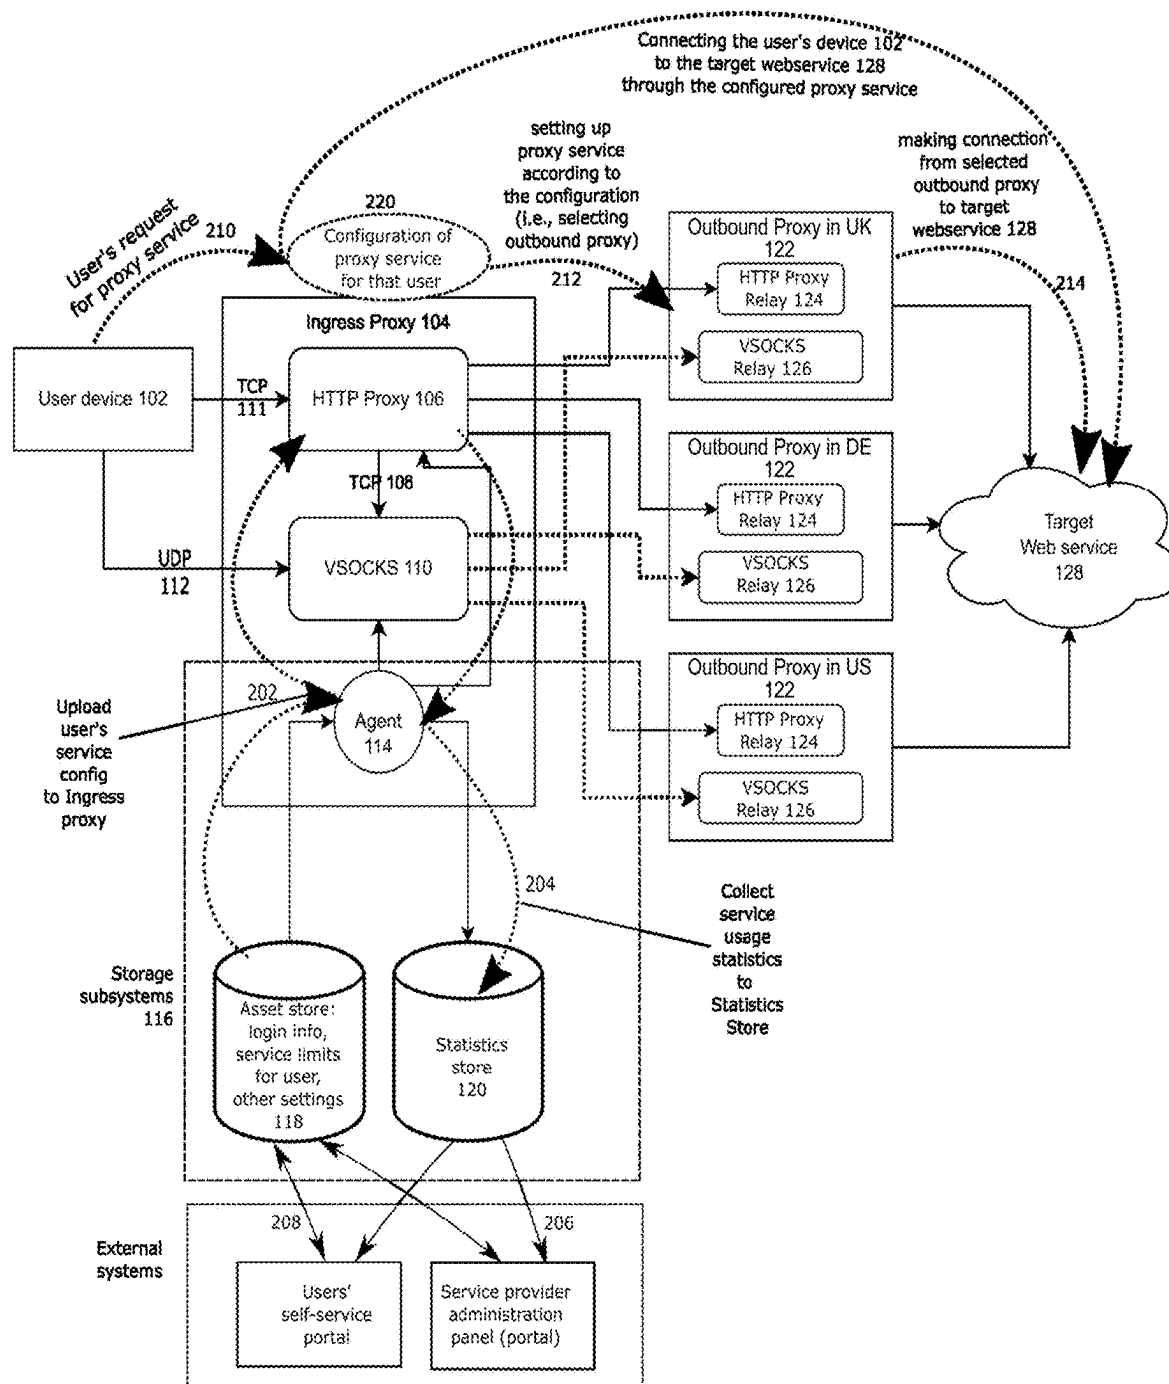 Connecting the user's device 102
to the target webservice 128
through the configured proxy service
setting up
proxy service
according to
the configuration
(i.e., selecting
outbound proxy)
212
making connection
from selected
outbound proxy
to target
webservice 128
214
User's request
for proxy service
210
220
Configuration of
proxy service
for that user
Ingress Proxy 104
User device 102
TCP
111
HTTP Proxy 106
TCP 108
UDP
112
VSOCKS 110
Outbound Proxy in UK
122
HTTP Proxy
Relay 124
VSOCKS
Relay 126
Outbound Proxy in DE
122
HTTP Proxy
Relay 124
VSOCKS
Relay 126
Target
Web service
128
Outbound Proxy in US
122
HTTP Proxy
Relay 124
VSOCKS
Relay 126
202
Agent
114
Upload
user's
service
config
to Ingress
proxy
204
Collect
service
usage
statistics
to
Statistics
Store
Storage
subsystems
116
Asset store:
login info,
service limits
for user,
other settings
118
Statistics
store
120
208
206
External
systems
Users'
self-service
portal
Service provider
administration
panel (portal)